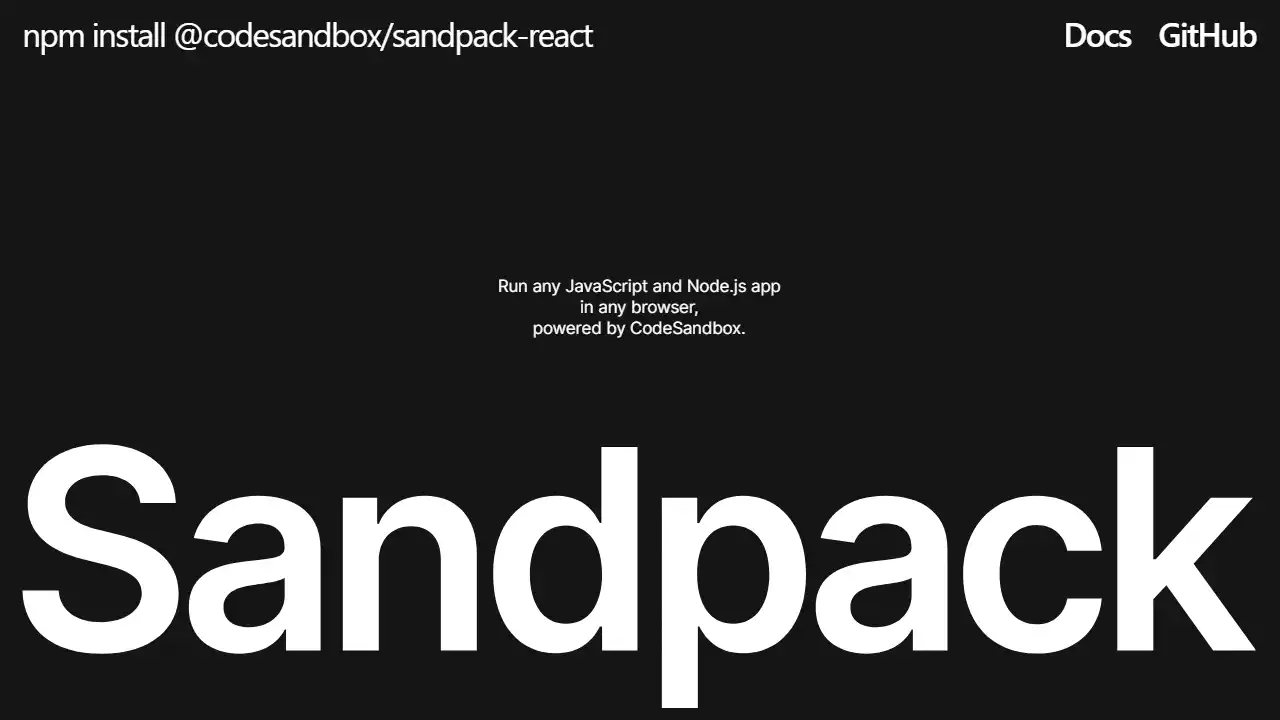 npm install @codesandbox/sandpack-react
Docs GitHub
Run any JavaScript and Node.js app
in any browser,
powered by CodeSandbox.
Sandpack